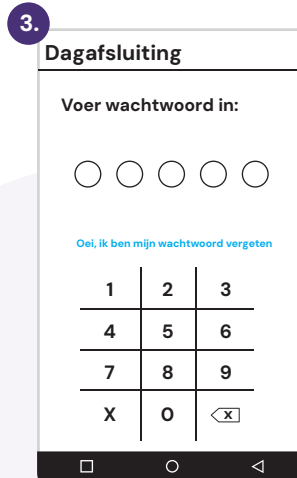 3.
Dagafsluiting
Voer wachtwoord in:
Oei, ik ben mijn wachtwoord vergeten
1 2 3
4 5 6
7 8 9
X 0 x